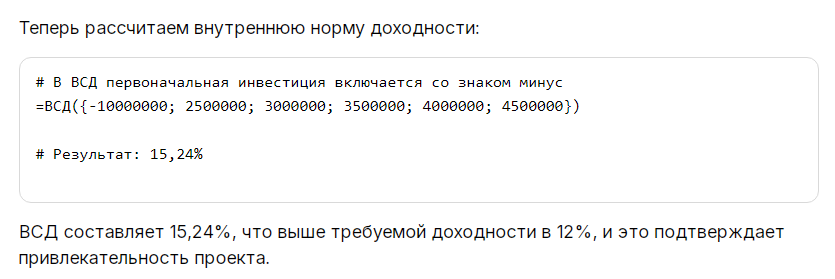 Теперь рассчитаем внутреннюю норму доходности:
# В ВСД первоначальная инвестиция включается со знаком минус
=ВСД({-10000000; 2500000; 3000000; 3500000; 4000000; 4500000})
# Результат: 15,24%
ВСД составляет 15,24%, что выше требуемой доходности в 12%, и это подтверждает
привлекательность проекта.